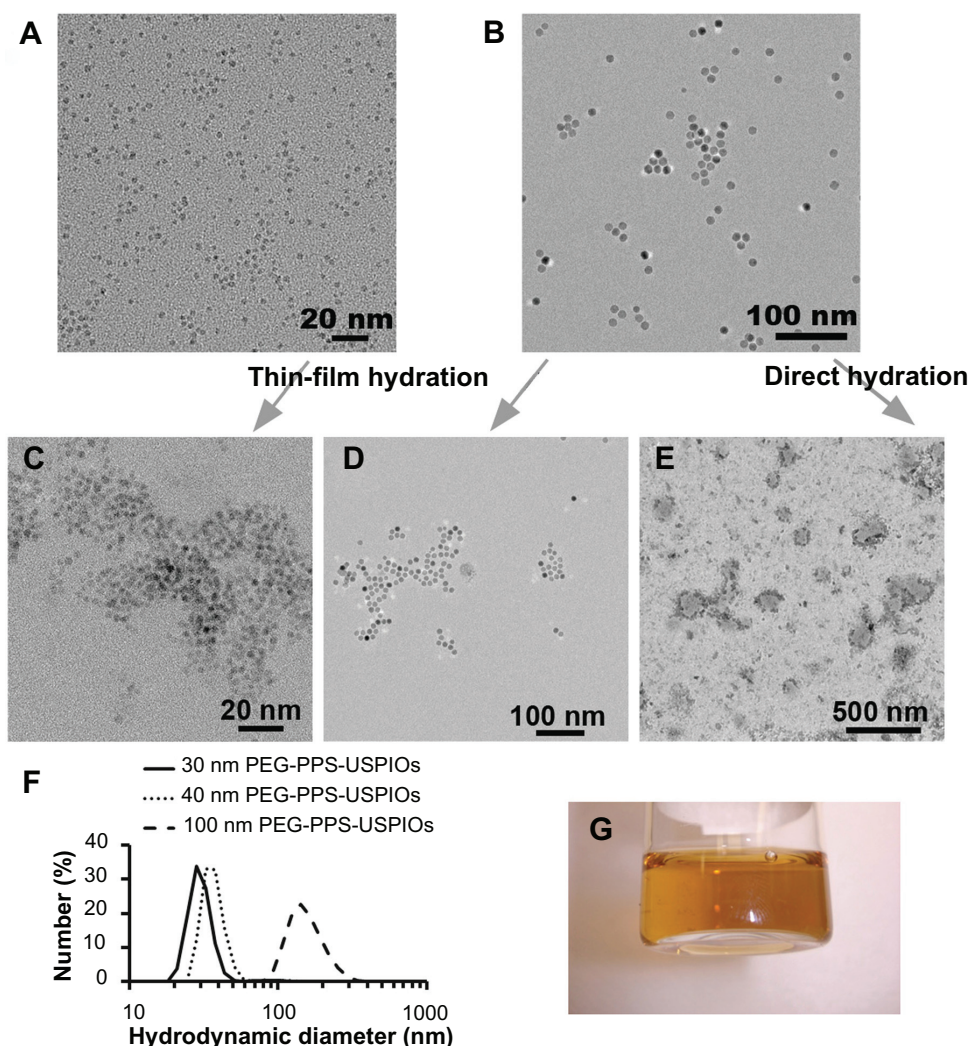 A
B
20 nm
100 nm
Thin-film hydration
Direct hydration
C
D
E
20 nm
100 nm
500 nm
F
30 nm PEG-PPS-USPIOs
40 nm PEG-PPS-USPIOs
100 nm PEG-PPS-USPIOs
G
Number (%)
40
30
20
10
0
10 100 1000
Hydrodynamic diameter (nm)